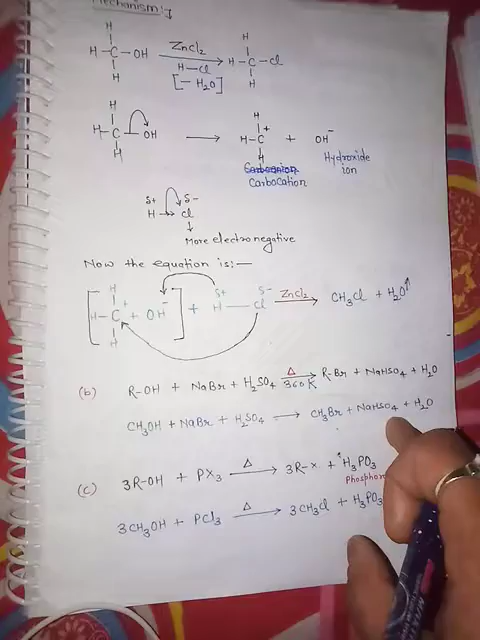 Mechanism:-
H
H-C-OH ZnCl2 H-C-Cl
H-Cl
H
[-H2O]
H
H
H-C-OH → H-C+ + OH-
H
H
Hydroxide ion
Carbocation
δ+ δ-
H → Cl
↓
More electronegative
Now the equation is:—
[H-C+ + OH-] + H—Cl ZnCl2→ CH3Cl + H2O↑
H
H
δ+ δ-
(b) R-OH + NaBr + H2SO4 Δ→ 360K R-Br + NaHSO4 + H2O
CH3OH + NaBr + H2SO4 → CH3Br + NaHSO4 + H2O
(c) 3R-OH + PX3 Δ→ 3R-X + H3PO3
3CH3OH + PCl3 Δ→ 3CH3Cl + H3PO3